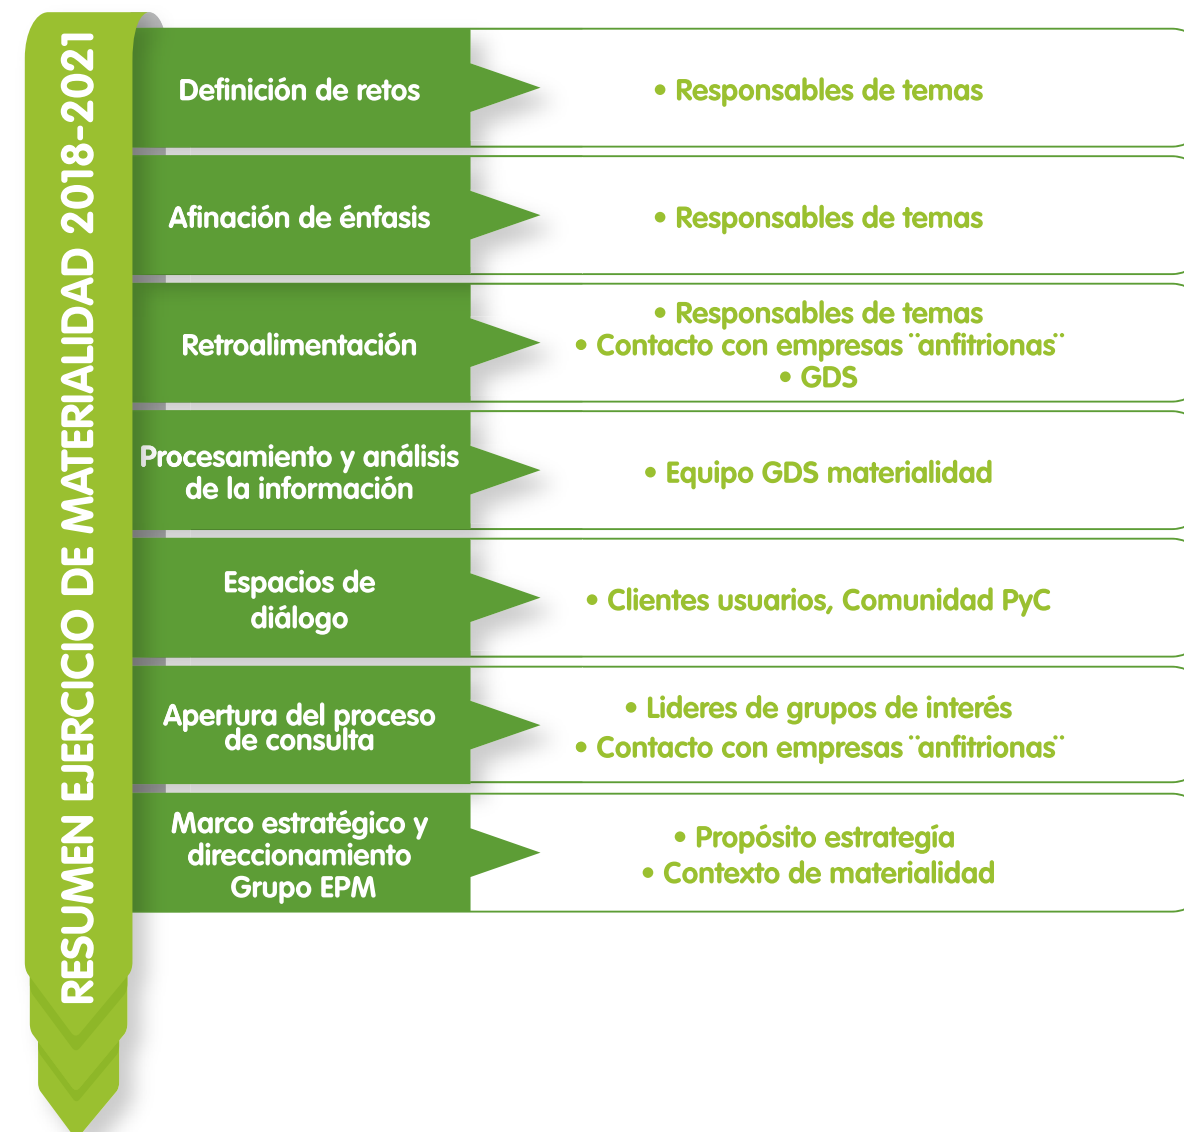 RESUMEN EJERCICIO DE MATERIALIDAD 2018-2021
Definición de retos
• Responsables de temas
Afinación de énfasis
• Responsables de temas
Retroalimentación
• Responsables de temas
• Contacto con empresas ¨anfitrionas¨
• GDS
Procesamiento y análisis
de la información
• Equipo GDS materialidad
Espacios de
diálogo
• Clientes usuarios, Comunidad PyC
Apertura del proceso
de consulta
• Lideres de grupos de interés
• Contacto con empresas ¨anfitrionas¨
Marco estratégico y
direccionamiento
Grupo EPM
• Propósito estrategía
• Contexto de materialidad